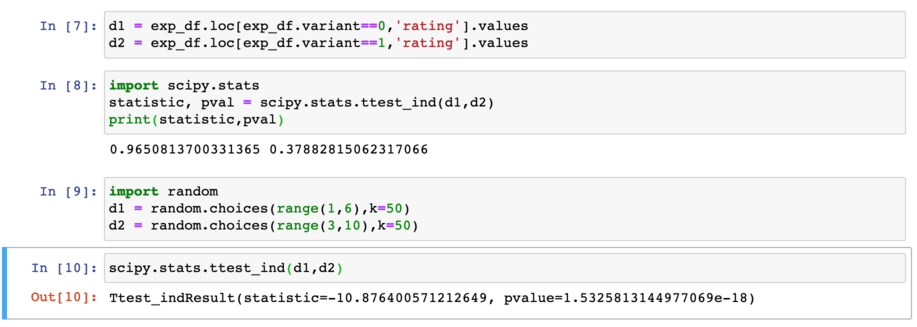 In [7]: d1 = exp_df.loc[exp_df.variant==0,'rating'].values
d2 = exp_df.loc[exp_df.variant==1,'rating'].values
In [8]: import scipy.stats
statistic, pval = scipy.stats.ttest_ind(d1,d2)
print(statistic,pval)
0.9650813700331365 0.37882815062317066
In [9]: import random
d1 = random.choices(range(1,6),k=50)
d2 = random.choices(range(3,10),k=50)
In [10]: scipy.stats.ttest_ind(d1,d2)
Out[10]: Ttest_indResult(statistic=-10.876400571212649, pvalue=1.5325813144977069e-18)